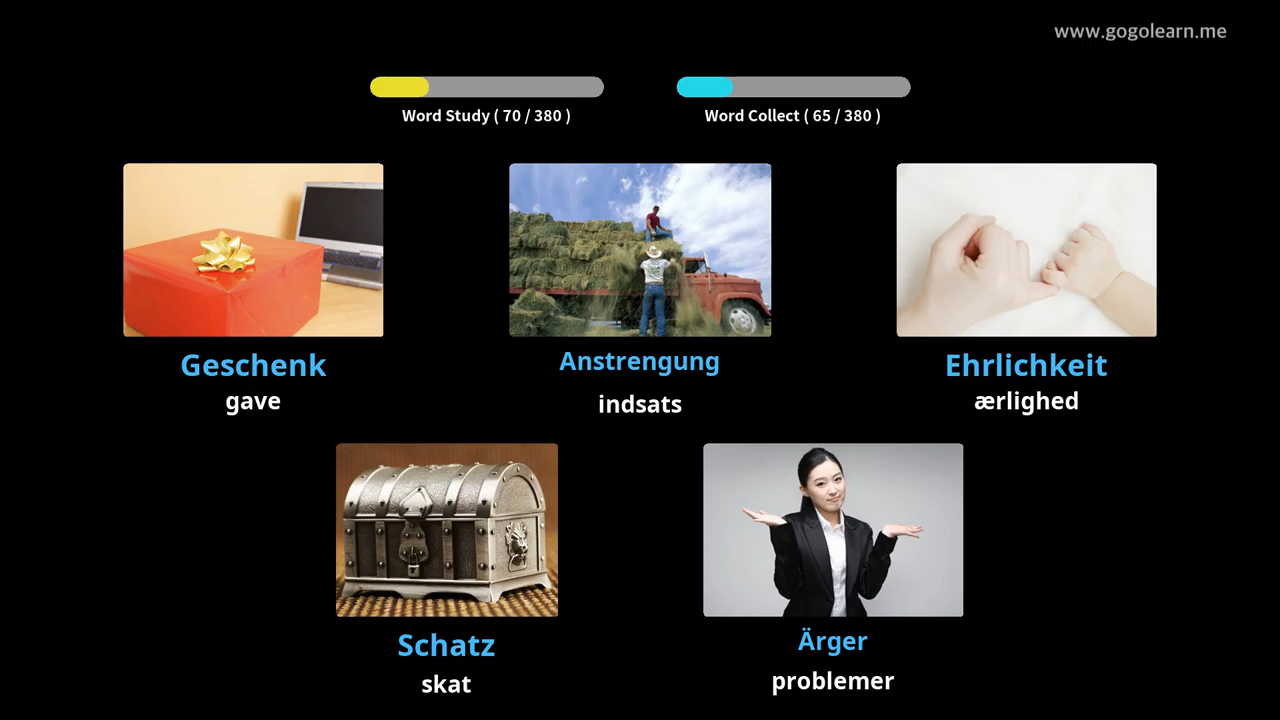 www.gogolearn.me
Word Study ( 70 / 380 )
Word Collect ( 65 / 380 )
Geschenk
gave
Anstrengung
indsats
Ehrlichkeit
ærlighed
Schatz
skat
Ärger
problemer